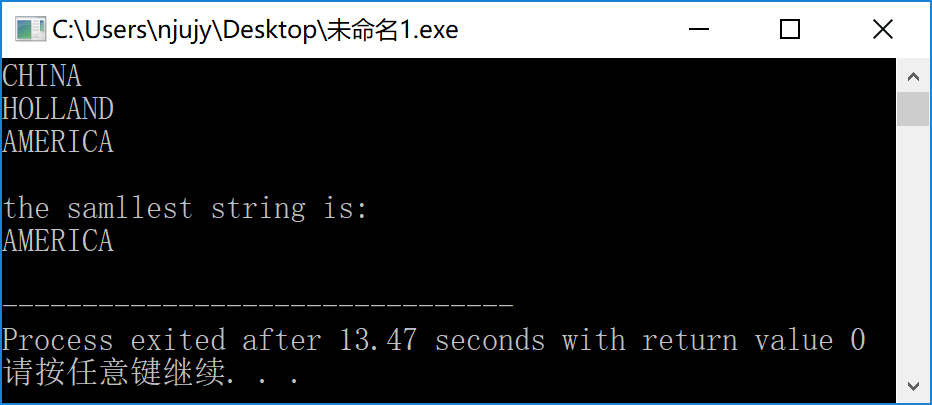 C:\Users\njujy\Desktop\未命名1.exe
CHINA
HOLLAND
AMERICA
the samllest string is:
AMERICA
--------------------------------
Process exited after 13.47 seconds with return value 0
请按任意键继续. . .